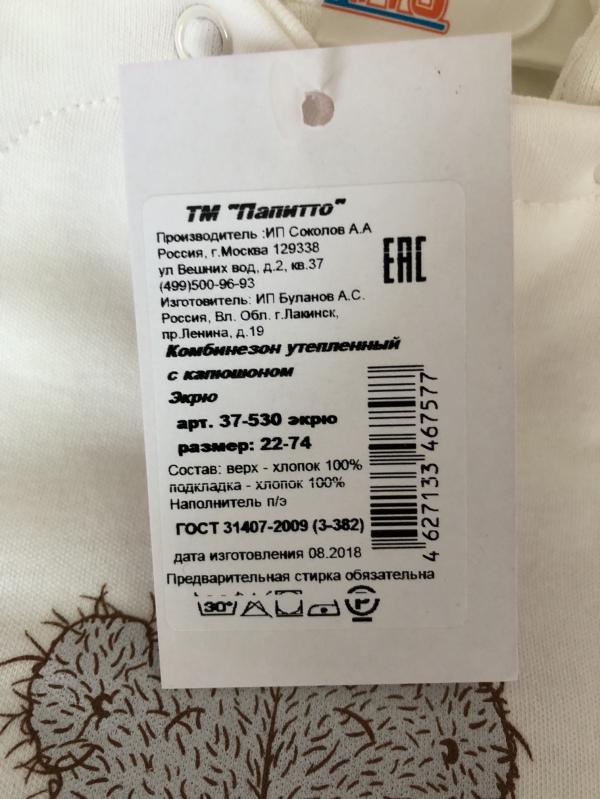 ТМ "Папитто"
Производитель :ИП Соколов А.А
Россия, г.Москва 129338
ул Вешних вод, д.2, кв.37
(499)500-96-93
Изготовитель: ИП Буланов А.С.
Россия, Вл. Обл. г.Лакинск,
пр.Ленина, д.19
EAC
Комбинезон утепленный
с капюшоном
Экрю
арт. 37-530 экрю
размер: 22-74
Состав: верх - хлопок 100%
подкладка - хлопок 100%
Наполнитель п/э
ГОСТ 31407-2009 (3-382)
дата изготовления 08.2018
Предварительная стирка обязательна
30° P
4 627133 467577